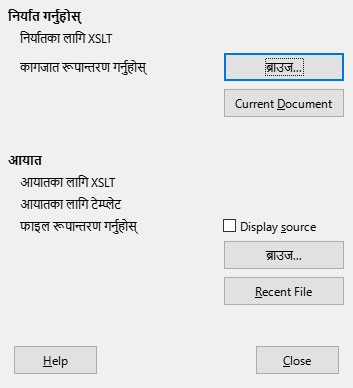 निर्यात गर्नुहोस्
निर्यातका लागि XSLT
कागजात रूपान्तरण गर्नुहोस्
ब्राउज...
Current Document
आयात
आयातका लागि XSLT
आयातका लागि टेम्प्लेट
फाइल रूपान्तरण गर्नुहोस्
Display source
ब्राउज...
Recent File
Help
Close